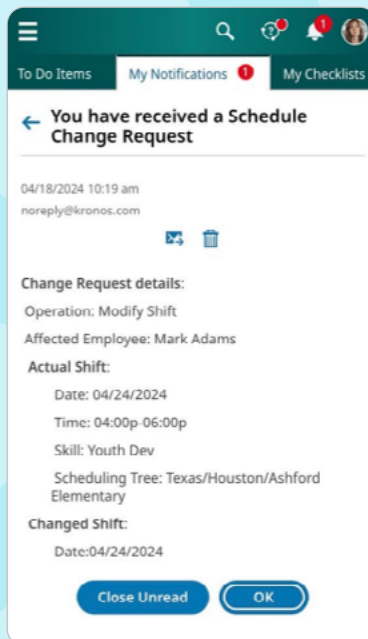 To Do Items
My Notifications 1
My Checklists
You have received a Schedule
Change Request
04/18/2024 10:19 am
noreply@kronos.com
Change Request details:
Operation: Modify Shift
Affected Employee: Mark Adams
Actual Shift:
Date: 04/24/2024
Time: 04:00p-06:00p
Skill: Youth Dev
Scheduling Tree: Texas/Houston/Ashford
Elementary
Changed Shift:
Date:04/24/2024
Close Unread
OK